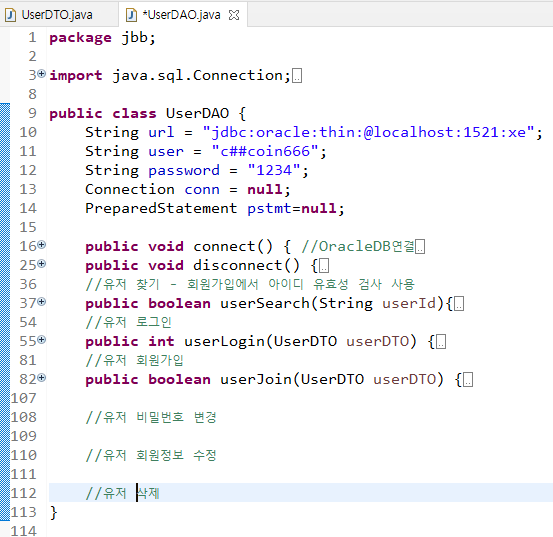 UserDTO.java *UserDAO.java
1 package jbb;
2
3 import java.sql.Connection;
8
9 public class UserDAO {
10 String url = "jdbc:oracle:thin:@localhost:1521:xe";
11 String user = "c##coin666";
12 String password = "1234";
13 Connection conn = null;
14 PreparedStatement pstmt=null;
15
16 public void connect() { //OracleDB연결
25 public void disconnect() {
36 //유저 찾기 - 회원가입에서 아이디 유효성 검사 사용
37 public boolean userSearch(String userId){
54 //유저 로그인
55 public int userLogin(UserDTO userDTO) {
81 //유저 회원가입
82 public boolean userJoin(UserDTO userDTO) {
107
108 //유저 비밀번호 변경
109
110 //유저 회원정보 수정
111
112 //유저 삭제
113 }
114